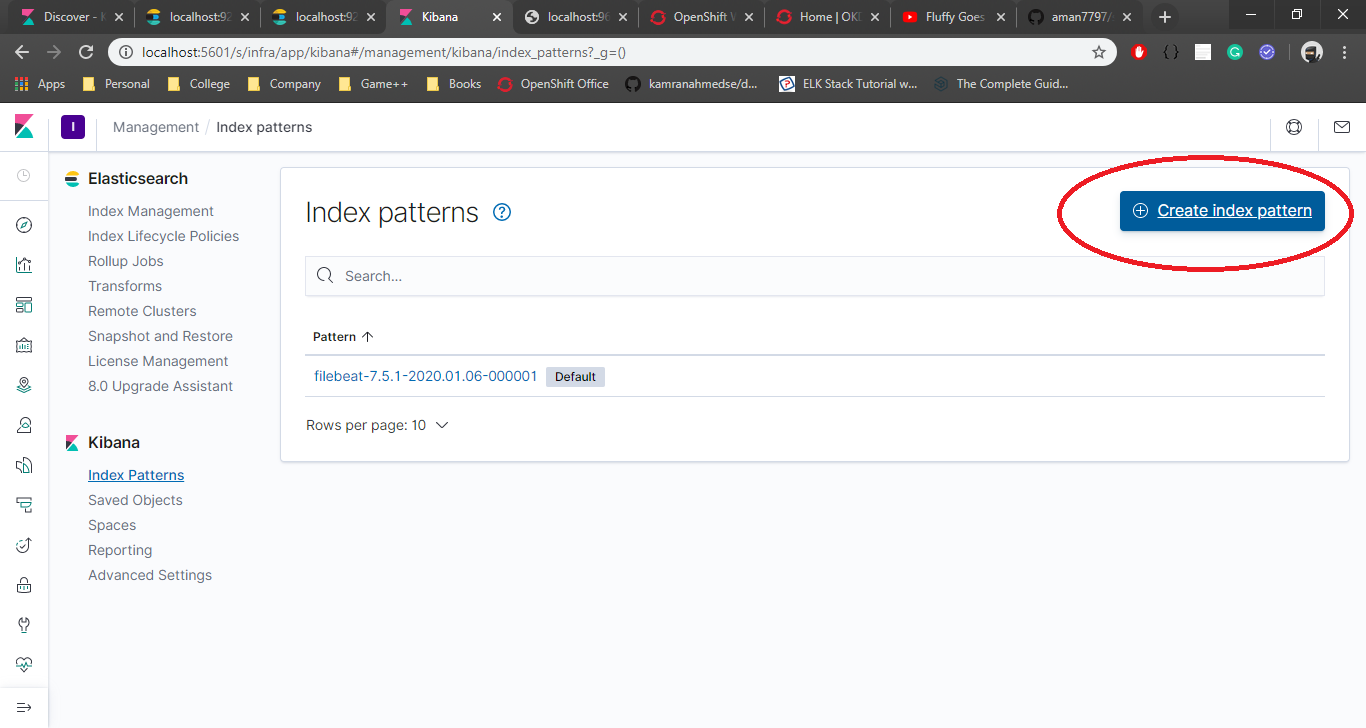 Discover - K
localhost:92
localhost:92
Kibana
localhost:96
OpenShift W
Home | OKD
Fluffy Goes
aman7797/
localhost:5601/s/infra/app/kibana#/management/kibana/index_patterns?_g=()
Apps Personal College Company Game++ Books OpenShift Office kamranahmedse/d... ELK Stack Tutorial w... The Complete Guid...
I Management / Index patterns
Elasticsearch
Index Management
Index Lifecycle Policies
Rollup Jobs
Transforms
Remote Clusters
Snapshot and Restore
License Management
8.0 Upgrade Assistant
Kibana
Index Patterns
Saved Objects
Spaces
Reporting
Advanced Settings
Index patterns
Create index pattern
Search...
Pattern
filebeat-7.5.1-2020.01.06-000001 Default
Rows per page: 10